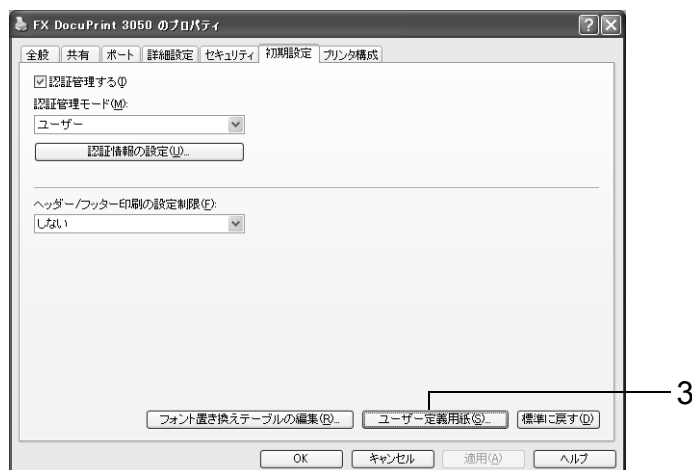 FX DocuPrint 3050 のプロパティ
全般 共有 ポート 詳細設定 セキュリティ 初期設定 プリンタ構成
認証管理する(I)
認証管理モード(M):
ユーザー
認証情報の設定(U)...
ヘッダー/フッター印刷の設定制限(F):
しない
3
フォント置き換えテーブルの編集(R)... ユーザー定義用紙(S)... 標準に戻す(D)
OK キャンセル 適用(A) ヘルプ